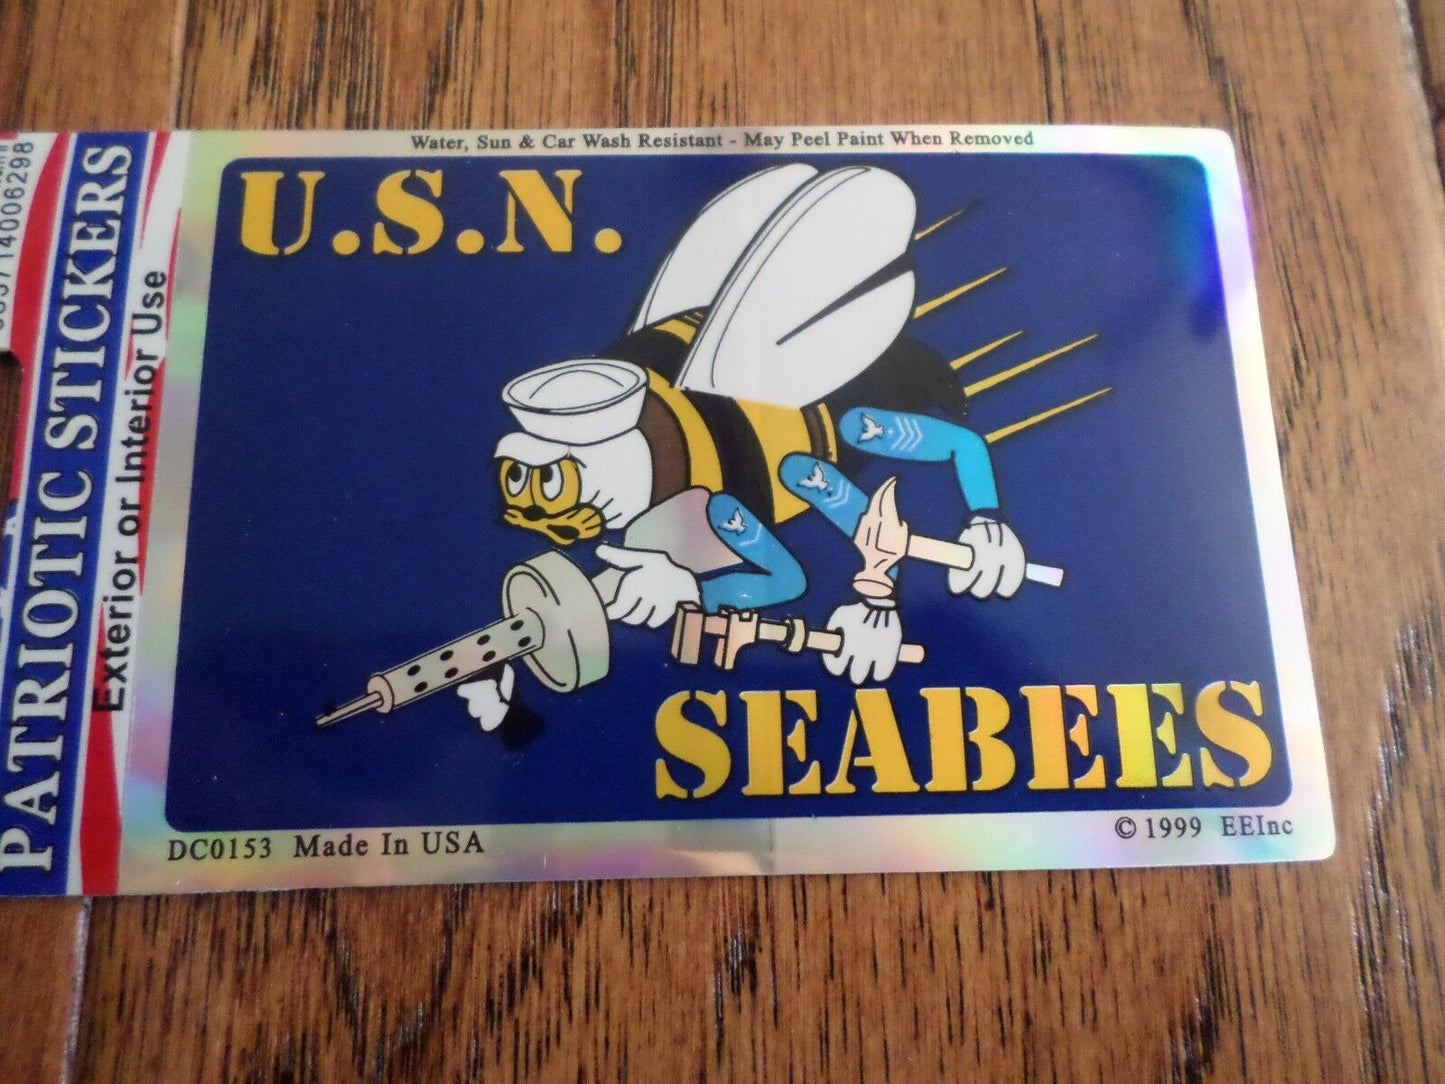 Water, Sun & Car Wash Resistant - May Peel Paint When Removed
U.S.N.
SEABEES
DC0153 Made In USA
© 1999 EEInc
PATRIOTIC STICKERS
Exterior or Interior Use